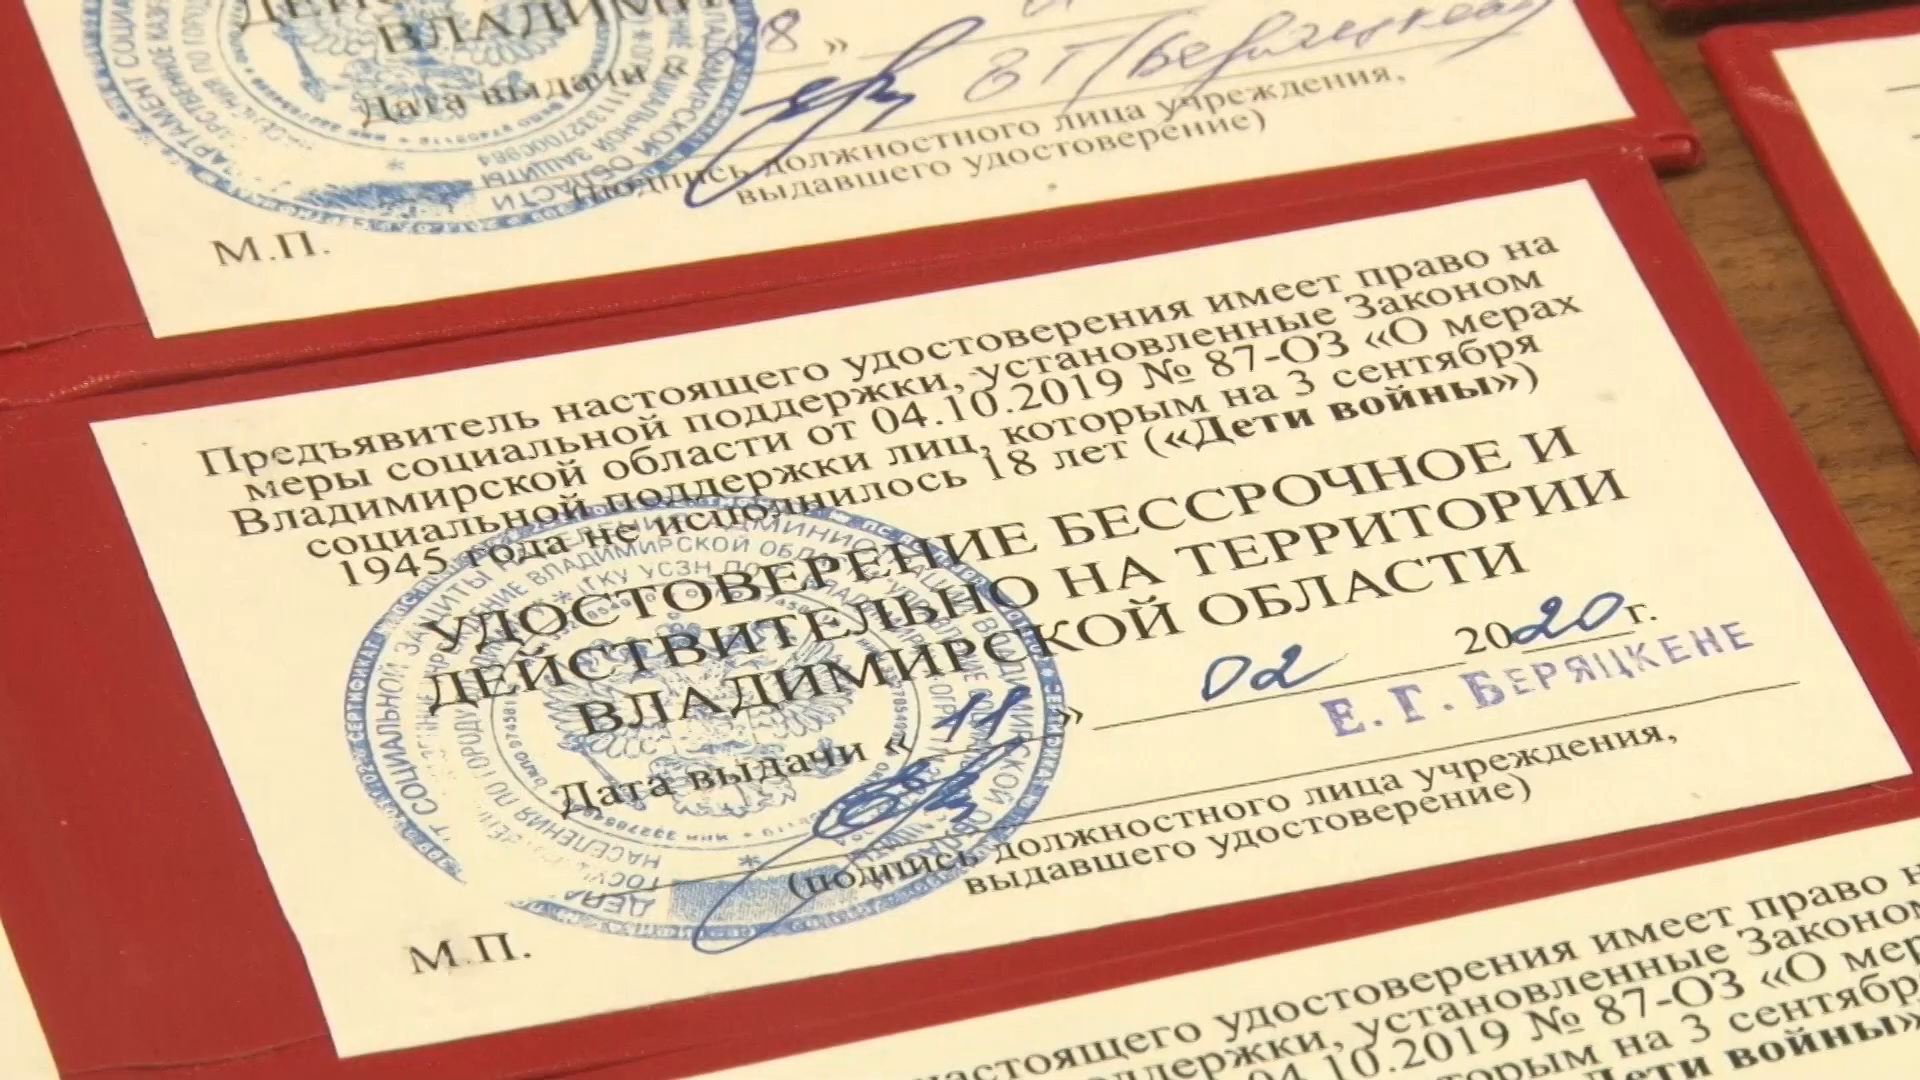 ВЛАДИМИ
Дата выдачи « 18 »
(подпись должностного лица учреждения,
выдавшего удостоверение)
М.П.
Предъявитель настоящего удостоверения имеет право на
меры социальной поддержки, установленные Законом
Владимирской области от 04.10.2019 № 87-ОЗ «О мерах
социальной поддержки лиц, которым на 3 сентября
1945 года не исполнилось 18 лет («Дети войны»)
УДОСТОВЕРЕНИЕ БЕССРОЧНОЕ И
ДЕЙСТВИТЕЛЬНО НА ТЕРРИТОРИИ
ВЛАДИМИРСКОЙ ОБЛАСТИ
Дата выдачи « 11 » 02 2020 г.
Е.Г.БЕРЯЦКЕНЕ
(подпись должностного лица учреждения,
выдавшего удостоверение)
М.П.
настоящего удостоверения имеет право н
поддержки, установленные Законом
04.10.2019 № 87-ОЗ «О мер
которым на 3 сентябр
Дети войны»